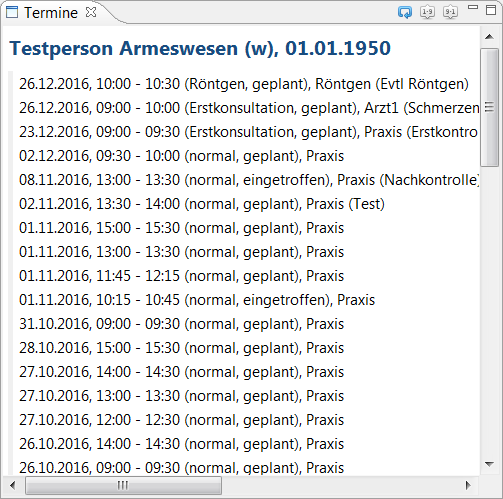 Termine
1-9 9-1
Testperson Armeswesen (w), 01.01.1950
26.12.2016, 10:00 - 10:30 (Röntgen, geplant), Röntgen (Evtl Röntgen)
26.12.2016, 09:00 - 10:00 (Erstkonsultation, geplant), Arzt1 (Schmerzen
23.12.2016, 09:00 - 09:30 (Erstkonsultation, geplant), Praxis (Erstkontro
02.12.2016, 09:30 - 10:00 (normal, geplant), Praxis
08.11.2016, 13:00 - 13:30 (normal, eingetroffen), Praxis (Nachkontrolle)
02.11.2016, 13:30 - 14:00 (normal, geplant), Praxis (Test)
01.11.2016, 15:00 - 15:30 (normal, geplant), Praxis
01.11.2016, 13:00 - 13:30 (normal, geplant), Praxis
01.11.2016, 11:45 - 12:15 (normal, geplant), Praxis
01.11.2016, 10:15 - 10:45 (normal, eingetroffen), Praxis
31.10.2016, 09:00 - 09:30 (normal, geplant), Praxis
28.10.2016, 15:00 - 15:30 (normal, geplant), Praxis
27.10.2016, 14:00 - 14:30 (normal, geplant), Praxis
27.10.2016, 13:00 - 13:30 (normal, geplant), Praxis
27.10.2016, 12:00 - 12:30 (normal, geplant), Praxis
26.10.2016, 14:00 - 14:30 (normal, geplant), Praxis
26.10.2016, 09:00 - 09:30 (normal, geplant), Praxis